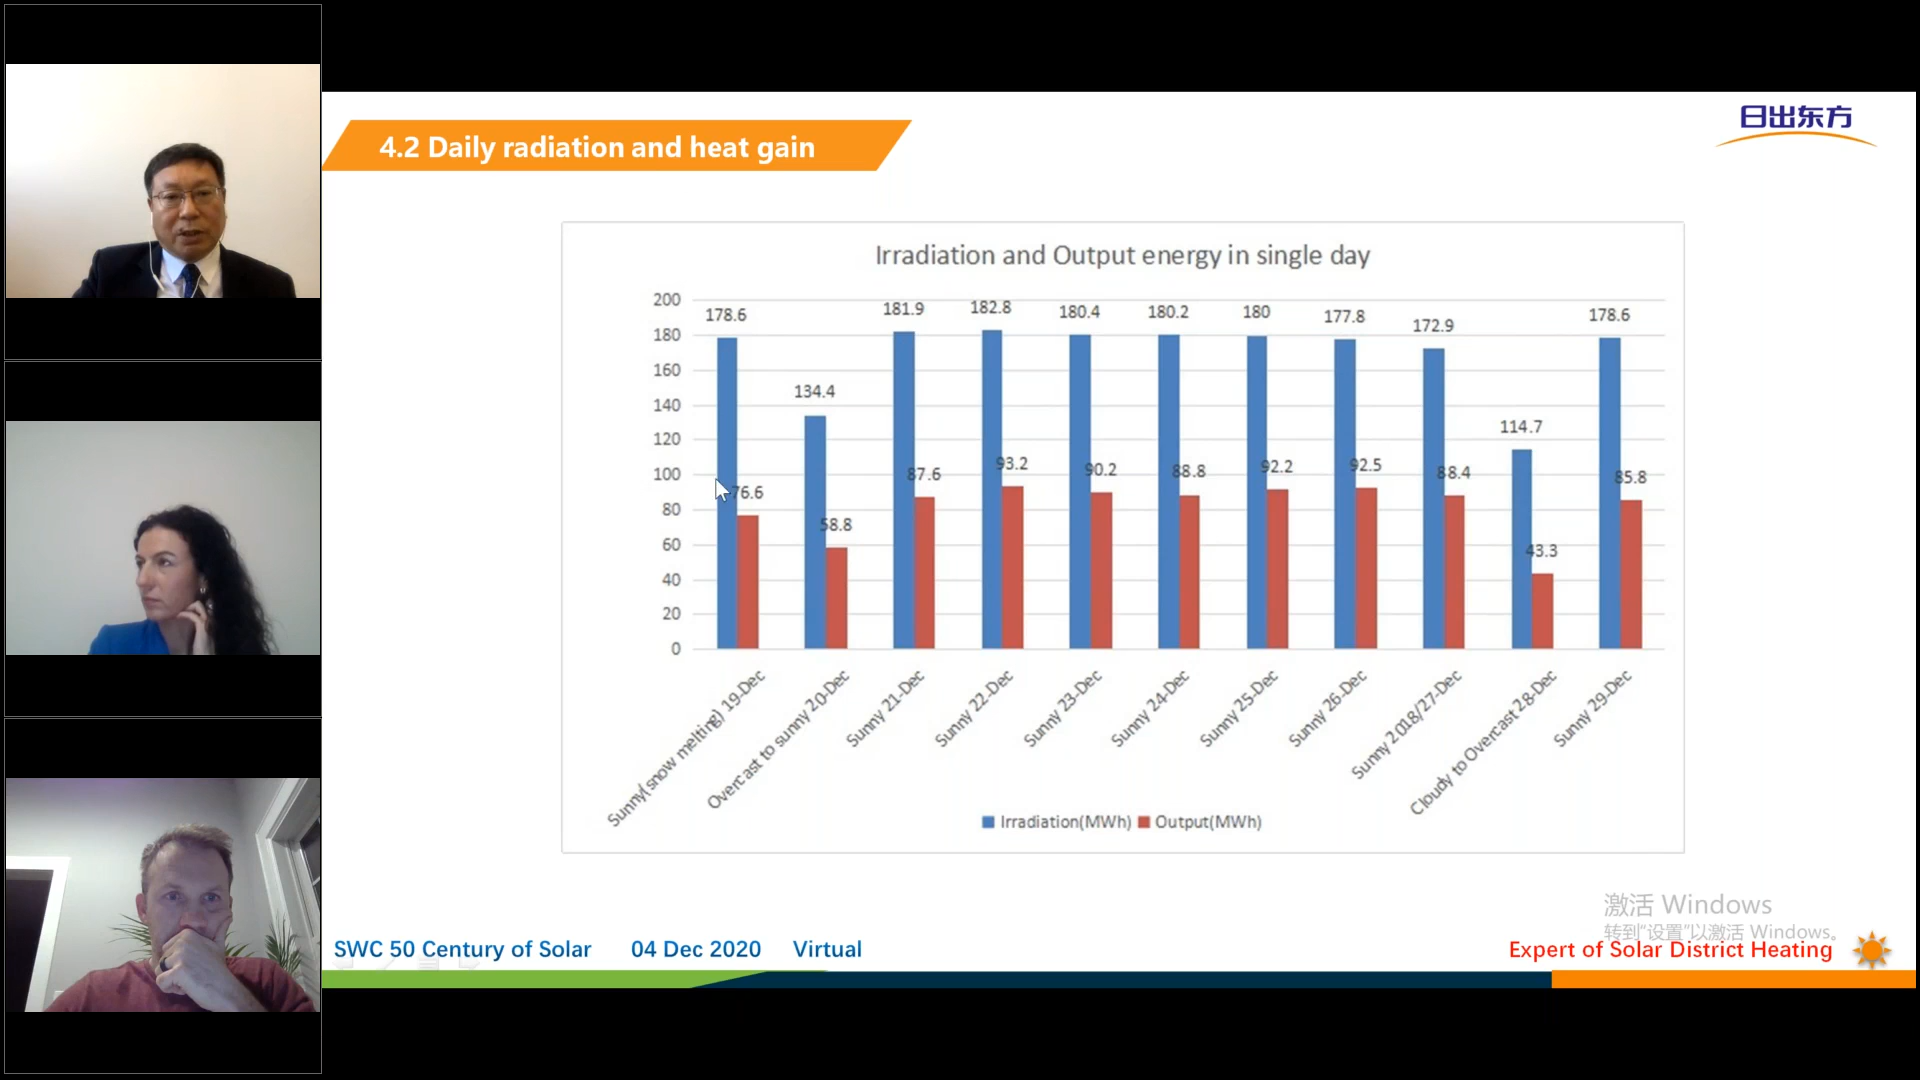 4.2 Daily radiation and heat gain
日出东方
Irradiation and Output energy in single day
200
180
160
140
120
100
80
60
40
20
0
178.6
134.4
181.9
182.8
180.4
180.2
180
177.8
172.9
114.7
178.6
76.6
58.8
87.6
93.2
90.2
88.8
92.2
92.5
88.4
43.3
85.8
Sunny(snow melting) 19-Dec
Overcast to sunny 20-Dec
Sunny 21-Dec
Sunny 22-Dec
Sunny 23-Dec
Sunny 24-Dec
Sunny 25-Dec
Sunny 26-Dec
Sunny 2018/27-Dec
Cloudy to Overcast 28-Dec
Sunny 29-Dec
Irradiation(MWh) Output(MWh)
激活 Windows
转到“设置”以激活 Windows。
SWC 50 Century of Solar 04 Dec 2020 Virtual
Expert of Solar District Heating